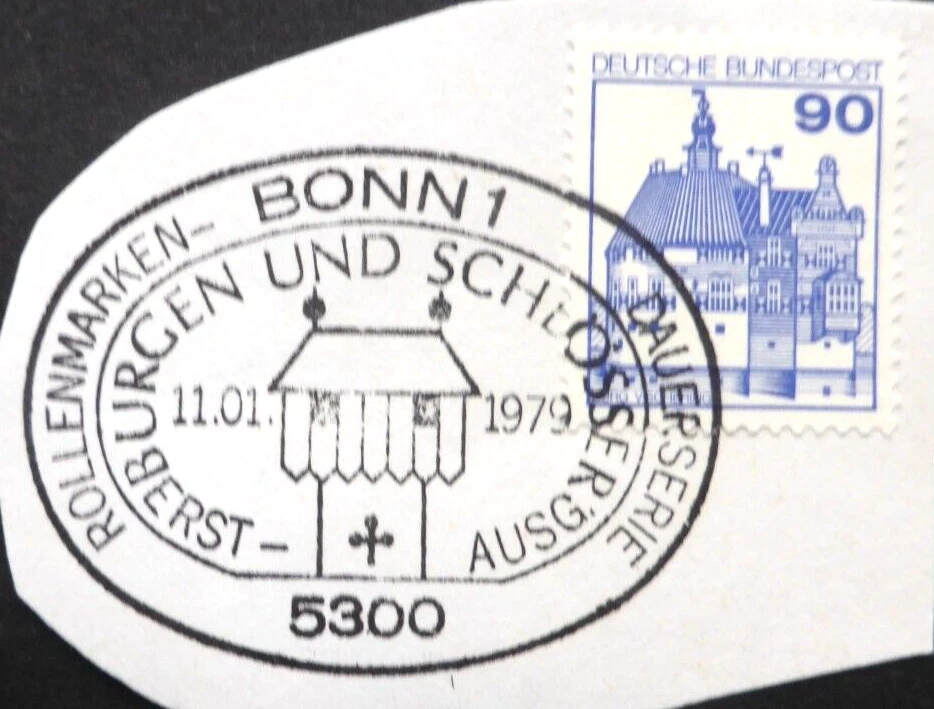 DEUTSCHE BUNDESPOST
90
BONN 1
ROLLENMARKEN-DAUERSERIE
BURGEN UND SCHLÖSSER
11.01. 1979
ERST- AUSG.
5300